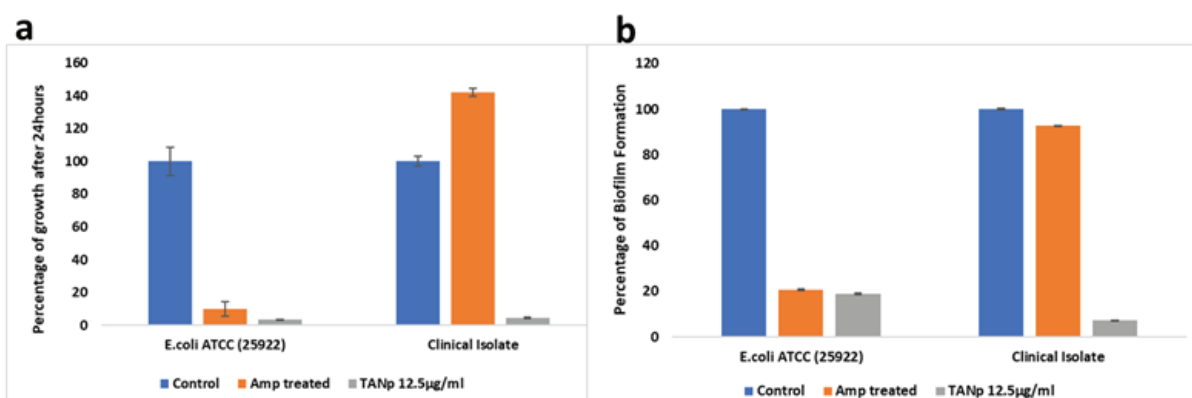 a
Percentage of growth after 24hours
160
140
120
100
80
60
40
20
0
E.coli ATCC (25922)
Clinical Isolate
Control
Amp treated
TANp 12.5µg/ml
b
Percentage of Biofilm Formation
120
100
80
60
40
20
0
E.coli ATCC (25922)
Clinical Isolate
Control
Amp treated
TANp 12.5µg/ml